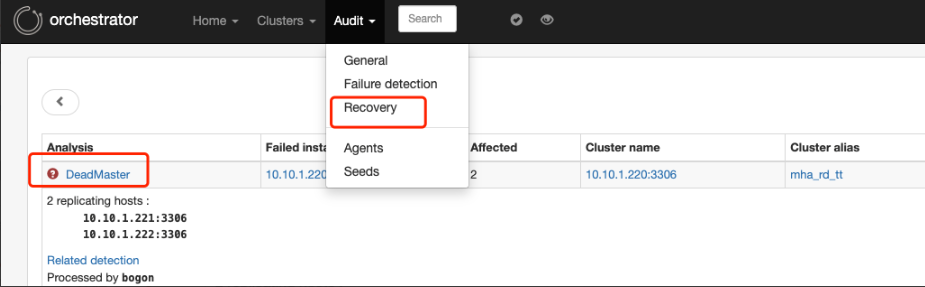 orchestrator Home Clusters Audit Search
General
Failure detection
Recovery
Agents
Seeds
Analysis Failed insta Affected Cluster name Cluster alias
DeadMaster 10.10.1.220 2 10.10.1.220:3306 mha_rd_tt
2 replicating hosts :
10.10.1.221:3306
10.10.1.222:3306
Related detection
Processed by bogon